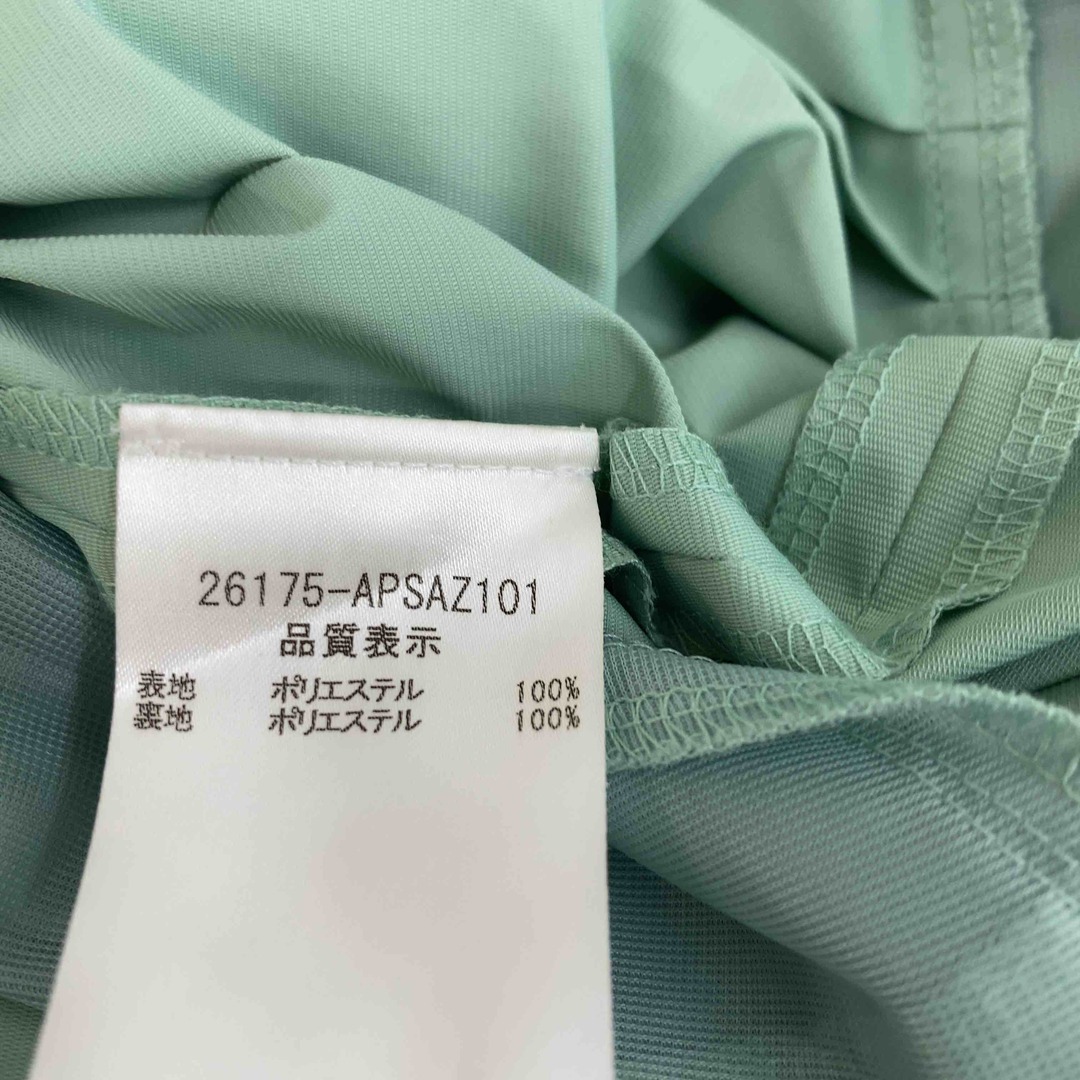 26175-APSAZ101
品質表示
表地 ポリエステル 100%
裏地 ポリエステル 100%